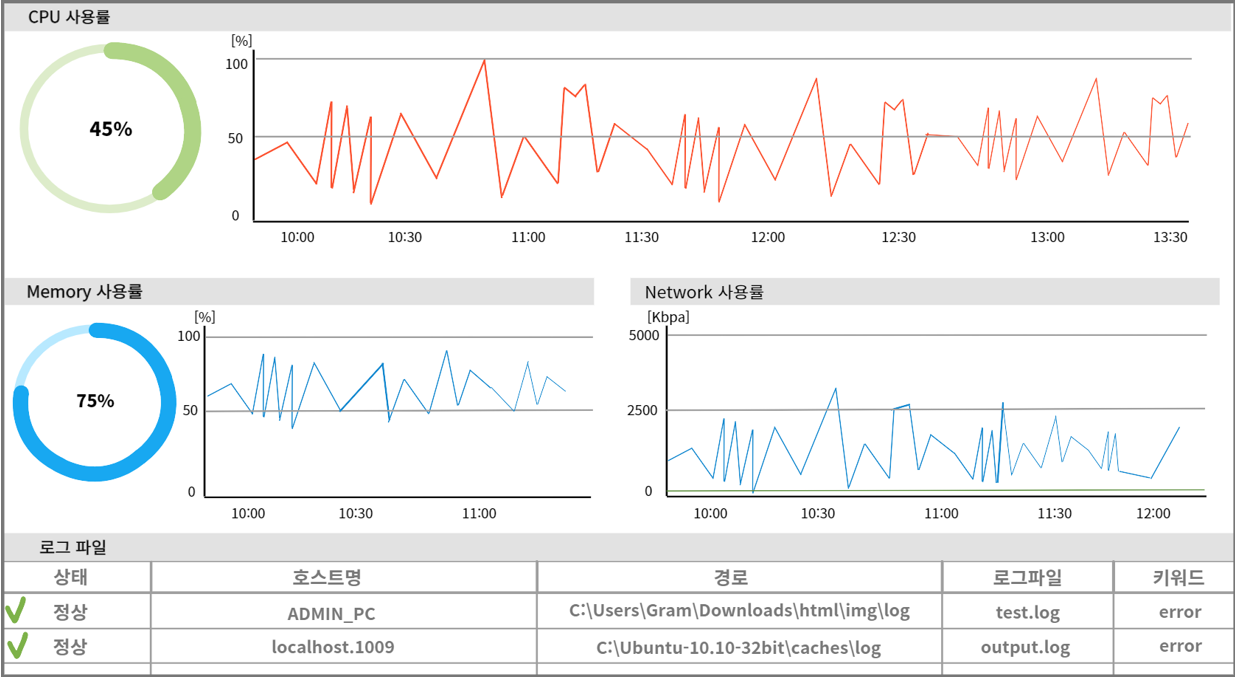 CPU 사용률
[%]
100
50
0
45%
10:00 10:30 11:00 11:30 12:00 12:30 13:00 13:30
Memory 사용률
[%]
100
50
0
75%
10:00 10:30 11:00
Network 사용률
[Kbpa]
5000
2500
0
10:00 10:30 11:00 11:30 12:00
로그 파일
상태 호스트명 경로 로그파일 키워드
정상 ADMIN_PC C:\Users\Gram\Downloads\html\img\log test.log error
정상 localhost.1009 C:\Ubuntu-10.10-32bit\caches\log output.log error